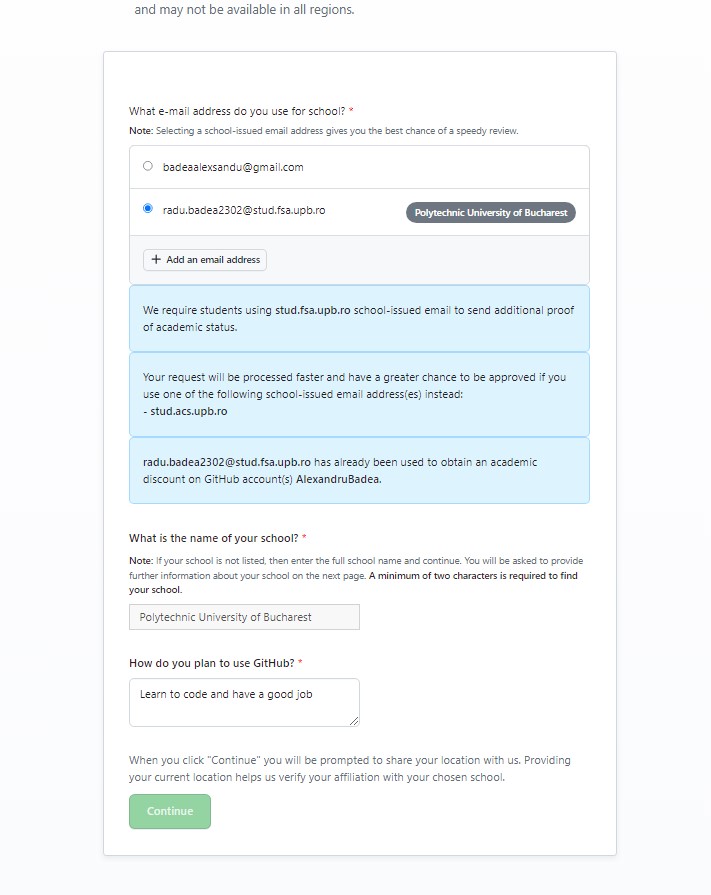 and may not be available in all regions.
What e-mail address do you use for school? *
Note: Selecting a school-issued email address gives you the best chance of a speedy review.
badeaalexsandu@gmail.com
radu.badea2302@stud.fsa.upb.ro
Polytechnic University of Bucharest
+ Add an email address
We require students using stud.fsa.upb.ro school-issued email to send additional proof
of academic status.
Your request will be processed faster and have a greater chance to be approved if you
use one of the following school-issued email address(es) instead:
- stud.acs.upb.ro
radu.badea2302@stud.fsa.upb.ro has already been used to obtain an academic
discount on GitHub account(s) AlexandruBadea.
What is the name of your school? *
Note: If your school is not listed, then enter the full school name and continue. You will be asked to provide
further information about your school on the next page. A minimum of two characters is required to find
your school.
Polytechnic University of Bucharest
How do you plan to use GitHub? *
Learn to code and have a good job
When you click "Continue" you will be prompted to share your location with us. Providing
your current location helps us verify your affiliation with your chosen school.
Continue